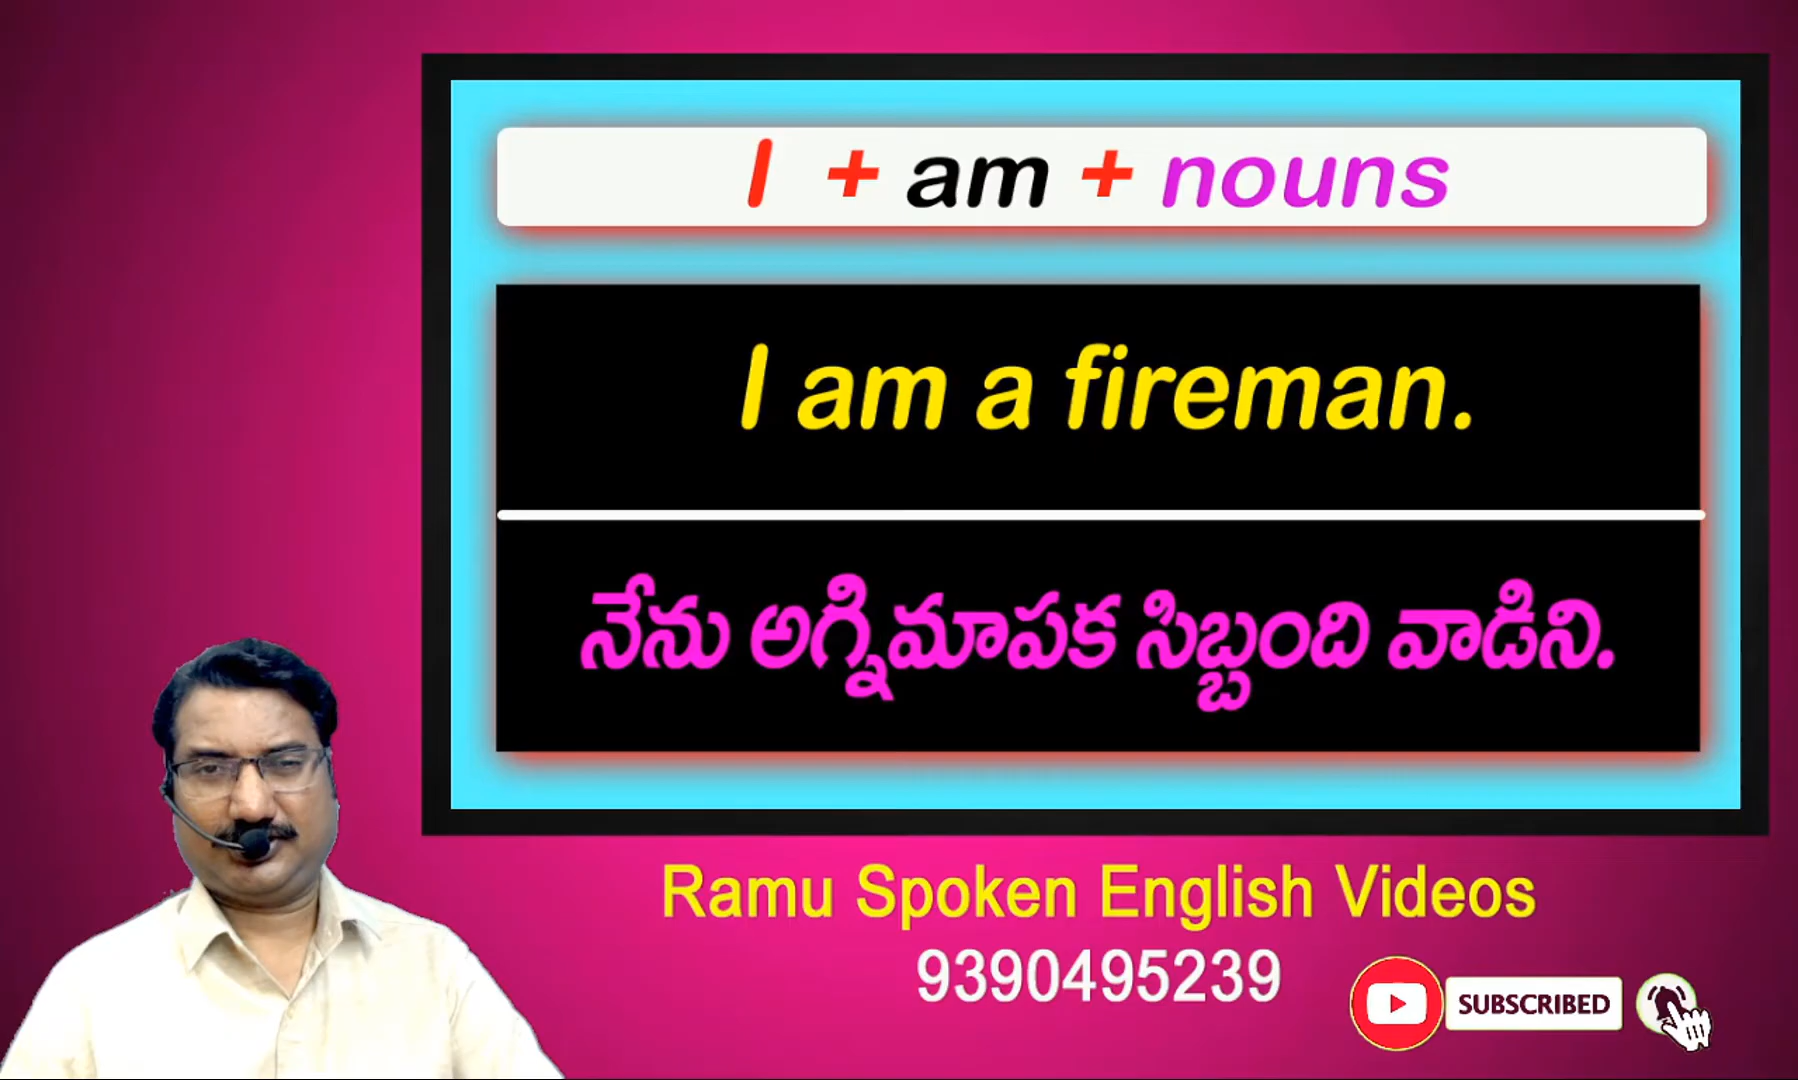 I + am + nouns
I am a fireman.
నేను అగ్నిమాపక సిబ్బంది వాడిని.
Ramu Spoken English Videos
9390495239
SUBSCRIBED